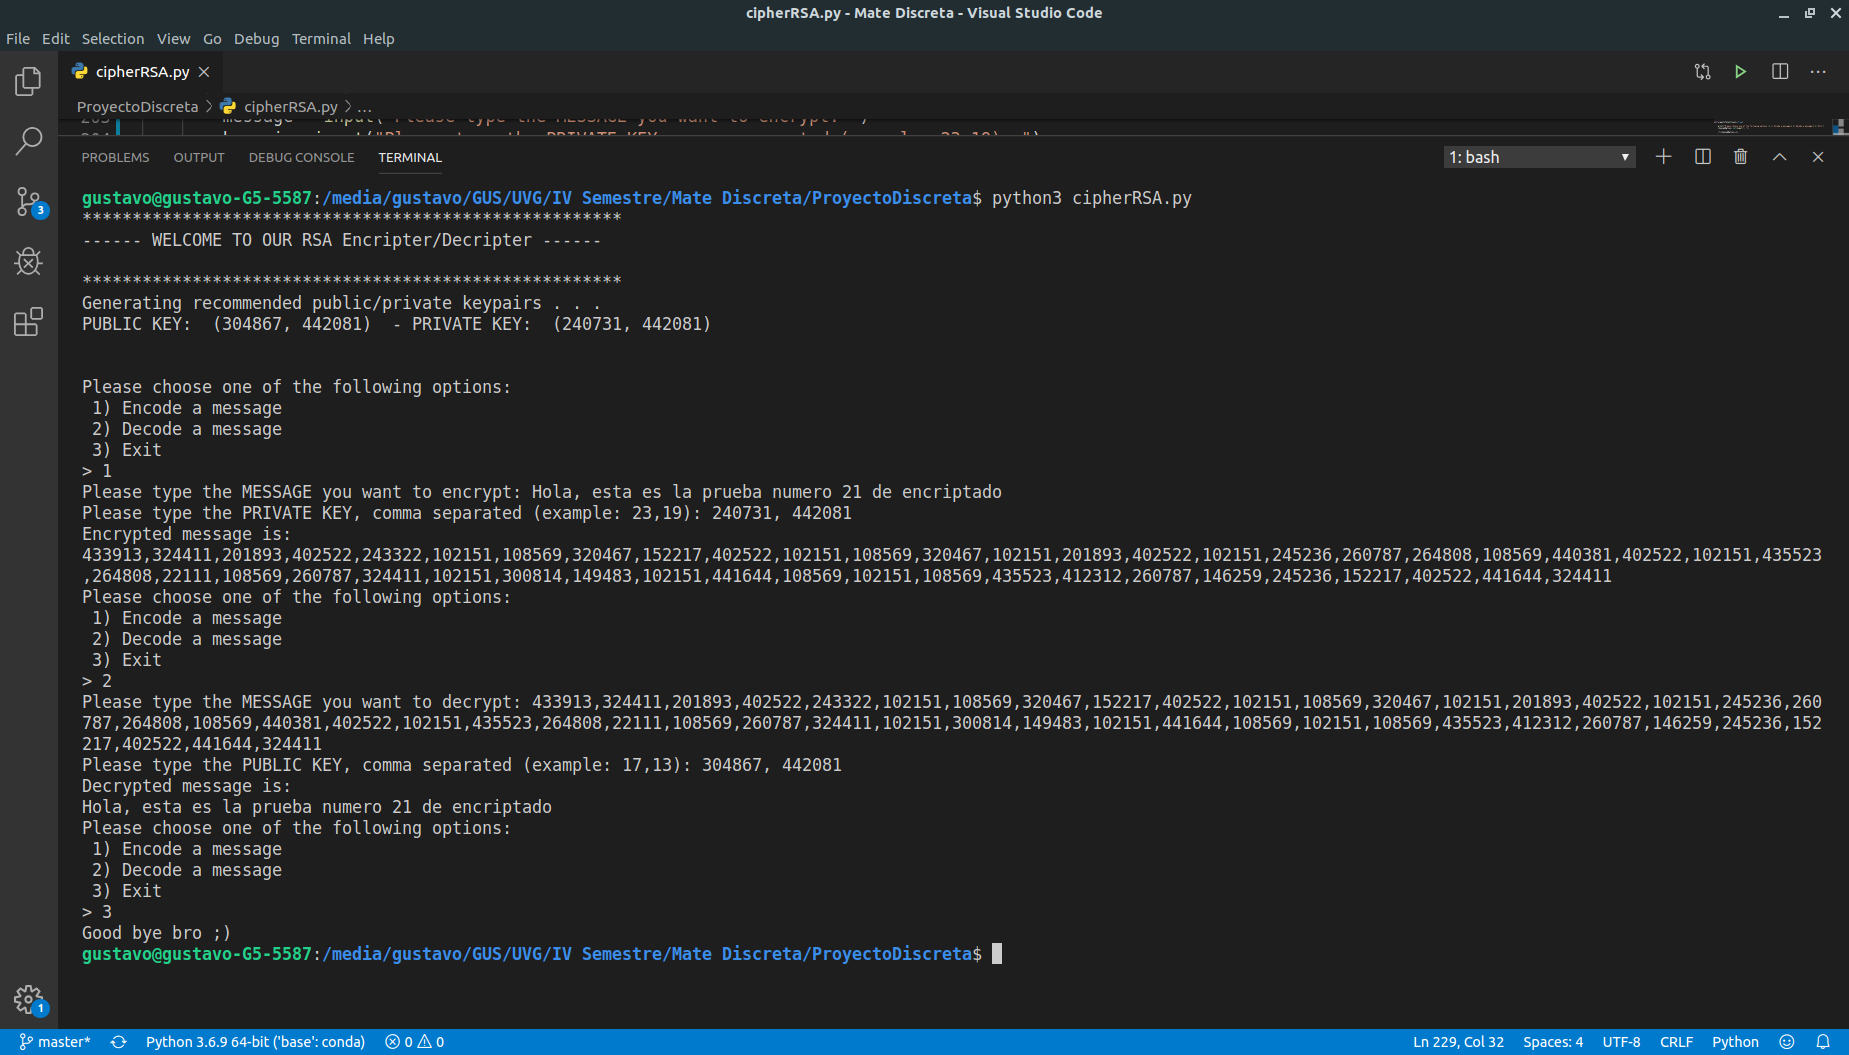 cipherRSA.py - Mate Discreta - Visual Studio Code
File Edit Selection View Go Debug Terminal Help
cipherRSA.py
ProyectoDiscreta > cipherRSA.py > ...
PROBLEMS OUTPUT DEBUG CONSOLE TERMINAL 1: bash
gustavo@gustavo-G5-5587:/media/gustavo/GUS/UVG/IV Semestre/Mate Discreta/ProyectoDiscreta$ python3 cipherRSA.py
******************************************************
------ WELCOME TO OUR RSA Encripter/Decripter ------
******************************************************
Generating recommended public/private keypairs . . .
PUBLIC KEY:  (304867, 442081)  - PRIVATE KEY:  (240731, 442081)
Please choose one of the following options:
1) Encode a message
2) Decode a message
3) Exit
> 1
Please type the MESSAGE you want to encrypt: Hola, esta es la prueba numero 21 de encriptado
Please type the PRIVATE KEY, comma separated (example: 23,19): 240731, 442081
Encrypted message is:
433913,324411,201893,402522,243322,102151,108569,320467,152217,402522,102151,108569,320467,102151,201893,402522,102151,245236,260787,264808,108569,440381,402522,102151,435523
,264808,22111,108569,260787,324411,102151,300814,149483,102151,441644,108569,102151,108569,435523,412312,260787,146259,245236,152217,402522,441644,324411
Please choose one of the following options:
1) Encode a message
2) Decode a message
3) Exit
> 2
Please type the MESSAGE you want to decrypt: 433913,324411,201893,402522,243322,102151,108569,320467,152217,402522,102151,108569,320467,102151,201893,402522,102151,245236,260
787,264808,108569,440381,402522,102151,435523,264808,22111,108569,260787,324411,102151,300814,149483,102151,441644,108569,102151,108569,435523,412312,260787,146259,245236,152
217,402522,441644,324411
Please type the PUBLIC KEY, comma separated (example: 17,13): 304867, 442081
Decrypted message is:
Hola, esta es la prueba numero 21 de encriptado
Please choose one of the following options:
1) Encode a message
2) Decode a message
3) Exit
> 3
Good bye bro ;)
gustavo@gustavo-G5-5587:/media/gustavo/GUS/UVG/IV Semestre/Mate Discreta/ProyectoDiscreta$
3
1
master* Python 3.6.9 64-bit ('base': conda) 0 0 Ln 229, Col 32 Spaces: 4 UTF-8 CRLF Python